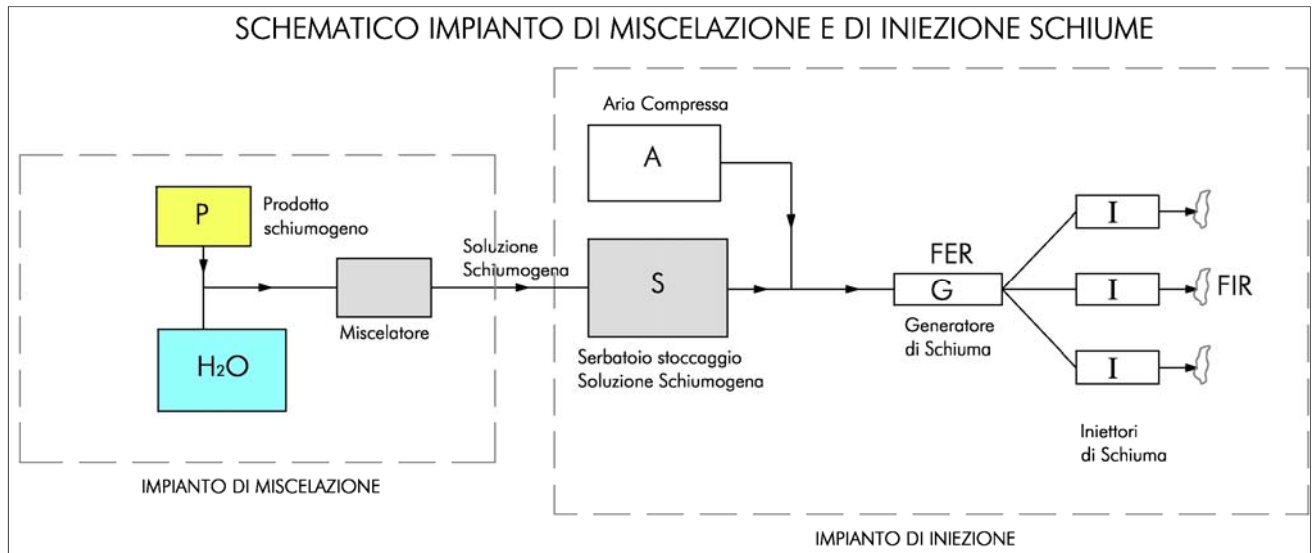 SCHEMATICO IMPIANTO DI MISCELAZIONE E DI INIEZIONE SCHIUME
P
Prodotto
schiumogeno
H₂O
Miscelatore
IMPIANTO DI MISCELAZIONE
Soluzione
Schiumogena
Aria Compressa
A
S
Serbatoio stoccaggio
Soluzione Schiumogena
FER
G
Generatore
di Schiuma
I
I
FIR
I
Iniettori
di Schiuma
IMPIANTO DI INIEZIONE